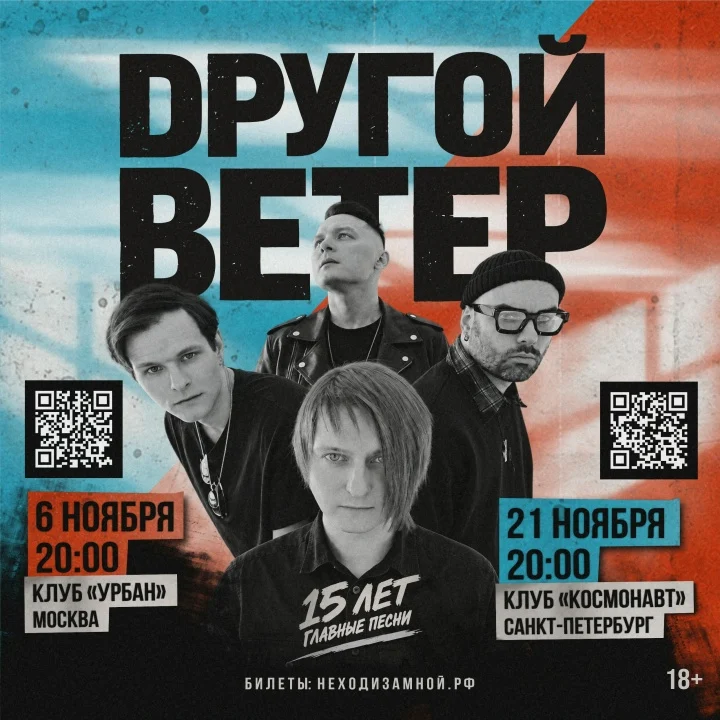 DРУГОЙ
ВЕТЕР
6 НОЯБРЯ
20:00
КЛУБ «УРБАН»
МОСКВА
21 НОЯБРЯ
20:00
КЛУБ «КОСМОНАВТ»
САНКТ-ПЕТЕРБУРГ
15 ЛЕТ
ГЛАВНЫЕ ПЕСНИ
БИЛЕТЫ: НЕХОДИЗАМНОЙ.РФ
18+